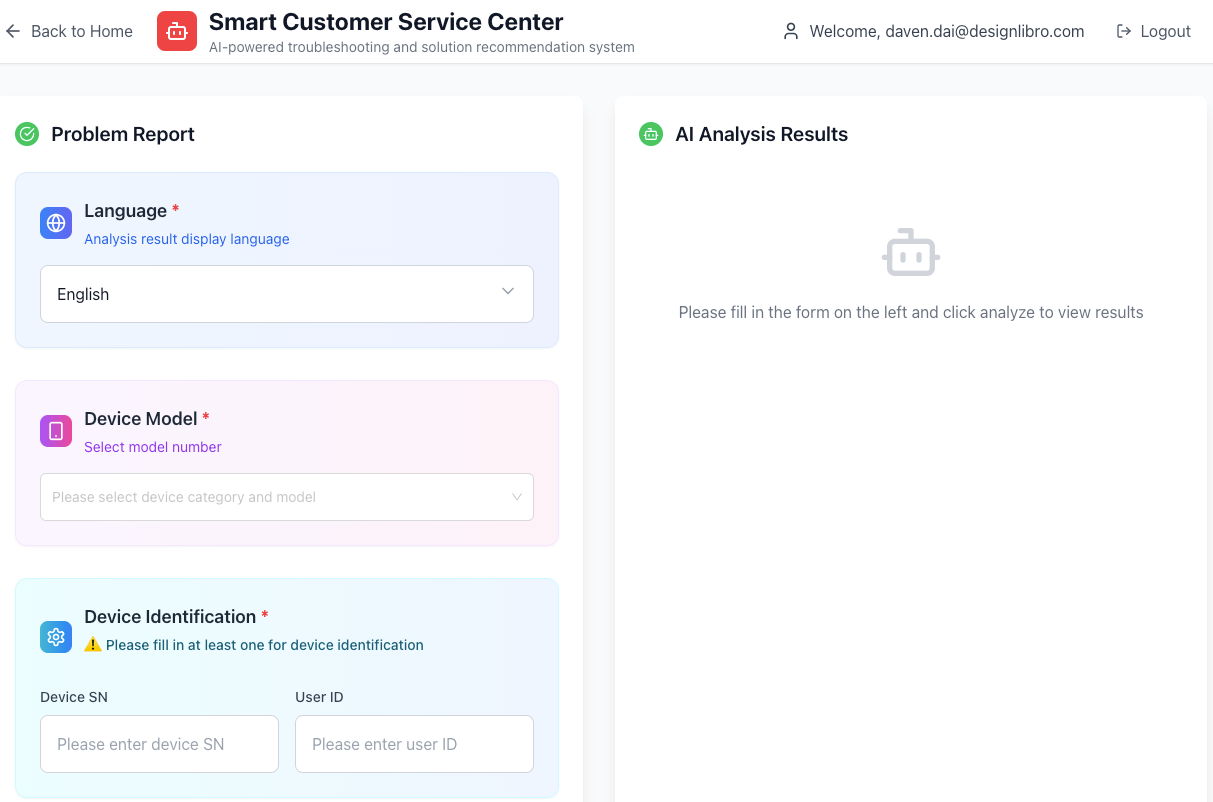 Back to Home
Smart Customer Service Center
AI-powered troubleshooting and solution recommendation system
Welcome, daven.dai@designlibro.com
Logout
Problem Report
Language *
Analysis result display language
English
Device Model *
Select model number
Please select device category and model
Device Identification *
Please fill in at least one for device identification
Device SN
User ID
Please enter device SN
Please enter user ID
AI Analysis Results
Please fill in the form on the left and click analyze to view results